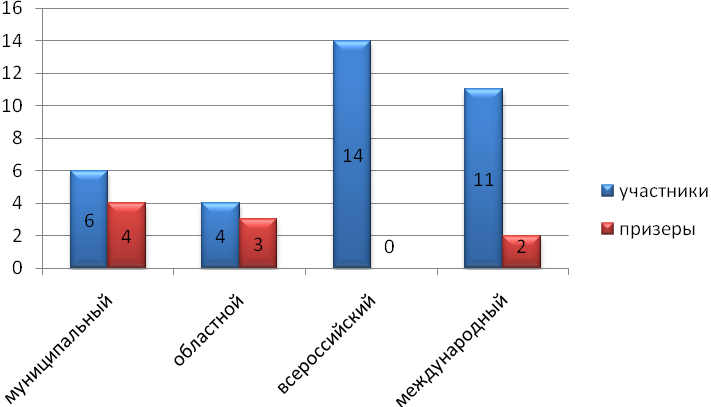 16
14
12
10
8
6
4
2
0
6
4
4
3
14
0
11
2
муниципальный
областной
всероссийский
международный
участники
призеры